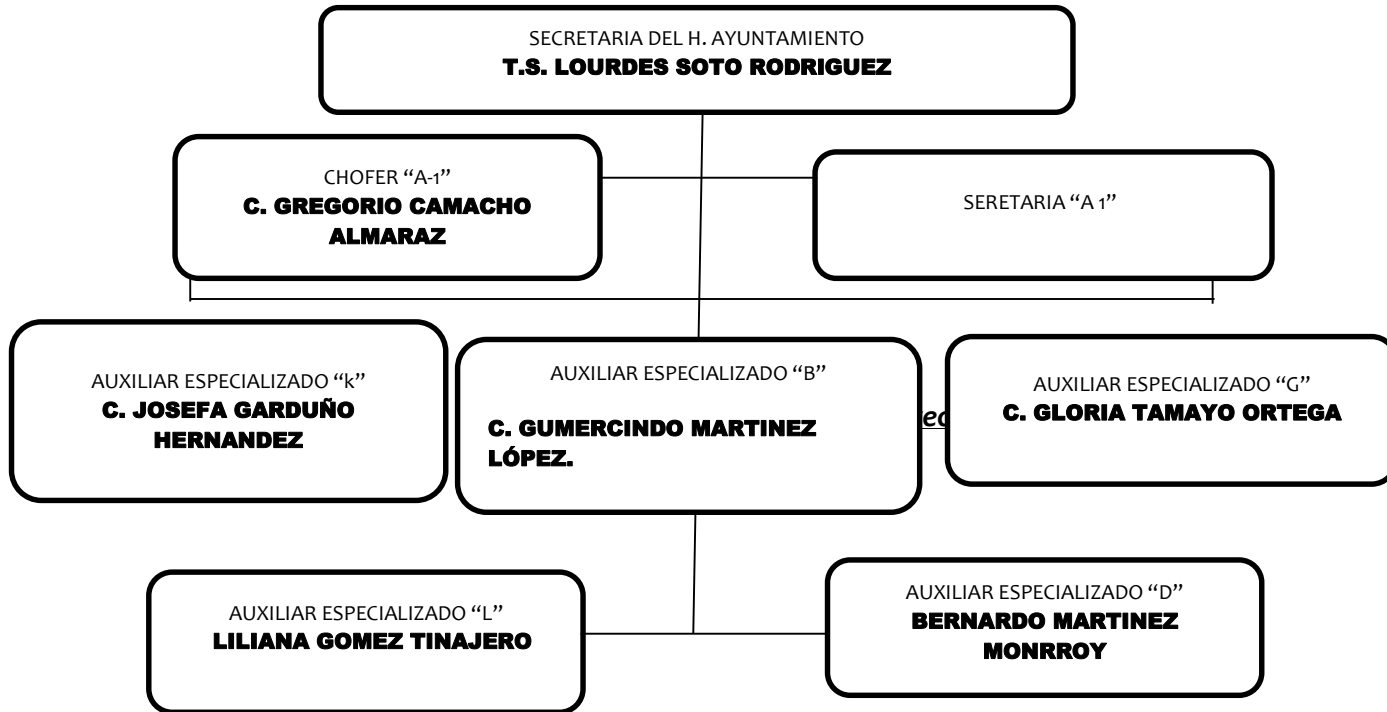 SECRETARIA DEL H. AYUNTAMIENTO
T.S. LOURDES SOTO RODRIGUEZ
CHOFER “A-1”
C. GREGORIO CAMACHO
ALMARAZ
SERETARIA “A 1”
AUXILIAR ESPECIALIZADO “k”
C. JOSEFA GARDUÑO
HERNANDEZ
AUXILIAR ESPECIALIZADO “B”
C. GUMERCINDO MARTINEZ
LÓPEZ.
AUXILIAR ESPECIALIZADO “G”
C. GLORIA TAMAYO ORTEGA
AUXILIAR ESPECIALIZADO “L”
LILIANA GOMEZ TINAJERO
AUXILIAR ESPECIALIZADO “D”
BERNARDO MARTINEZ
MONRROY